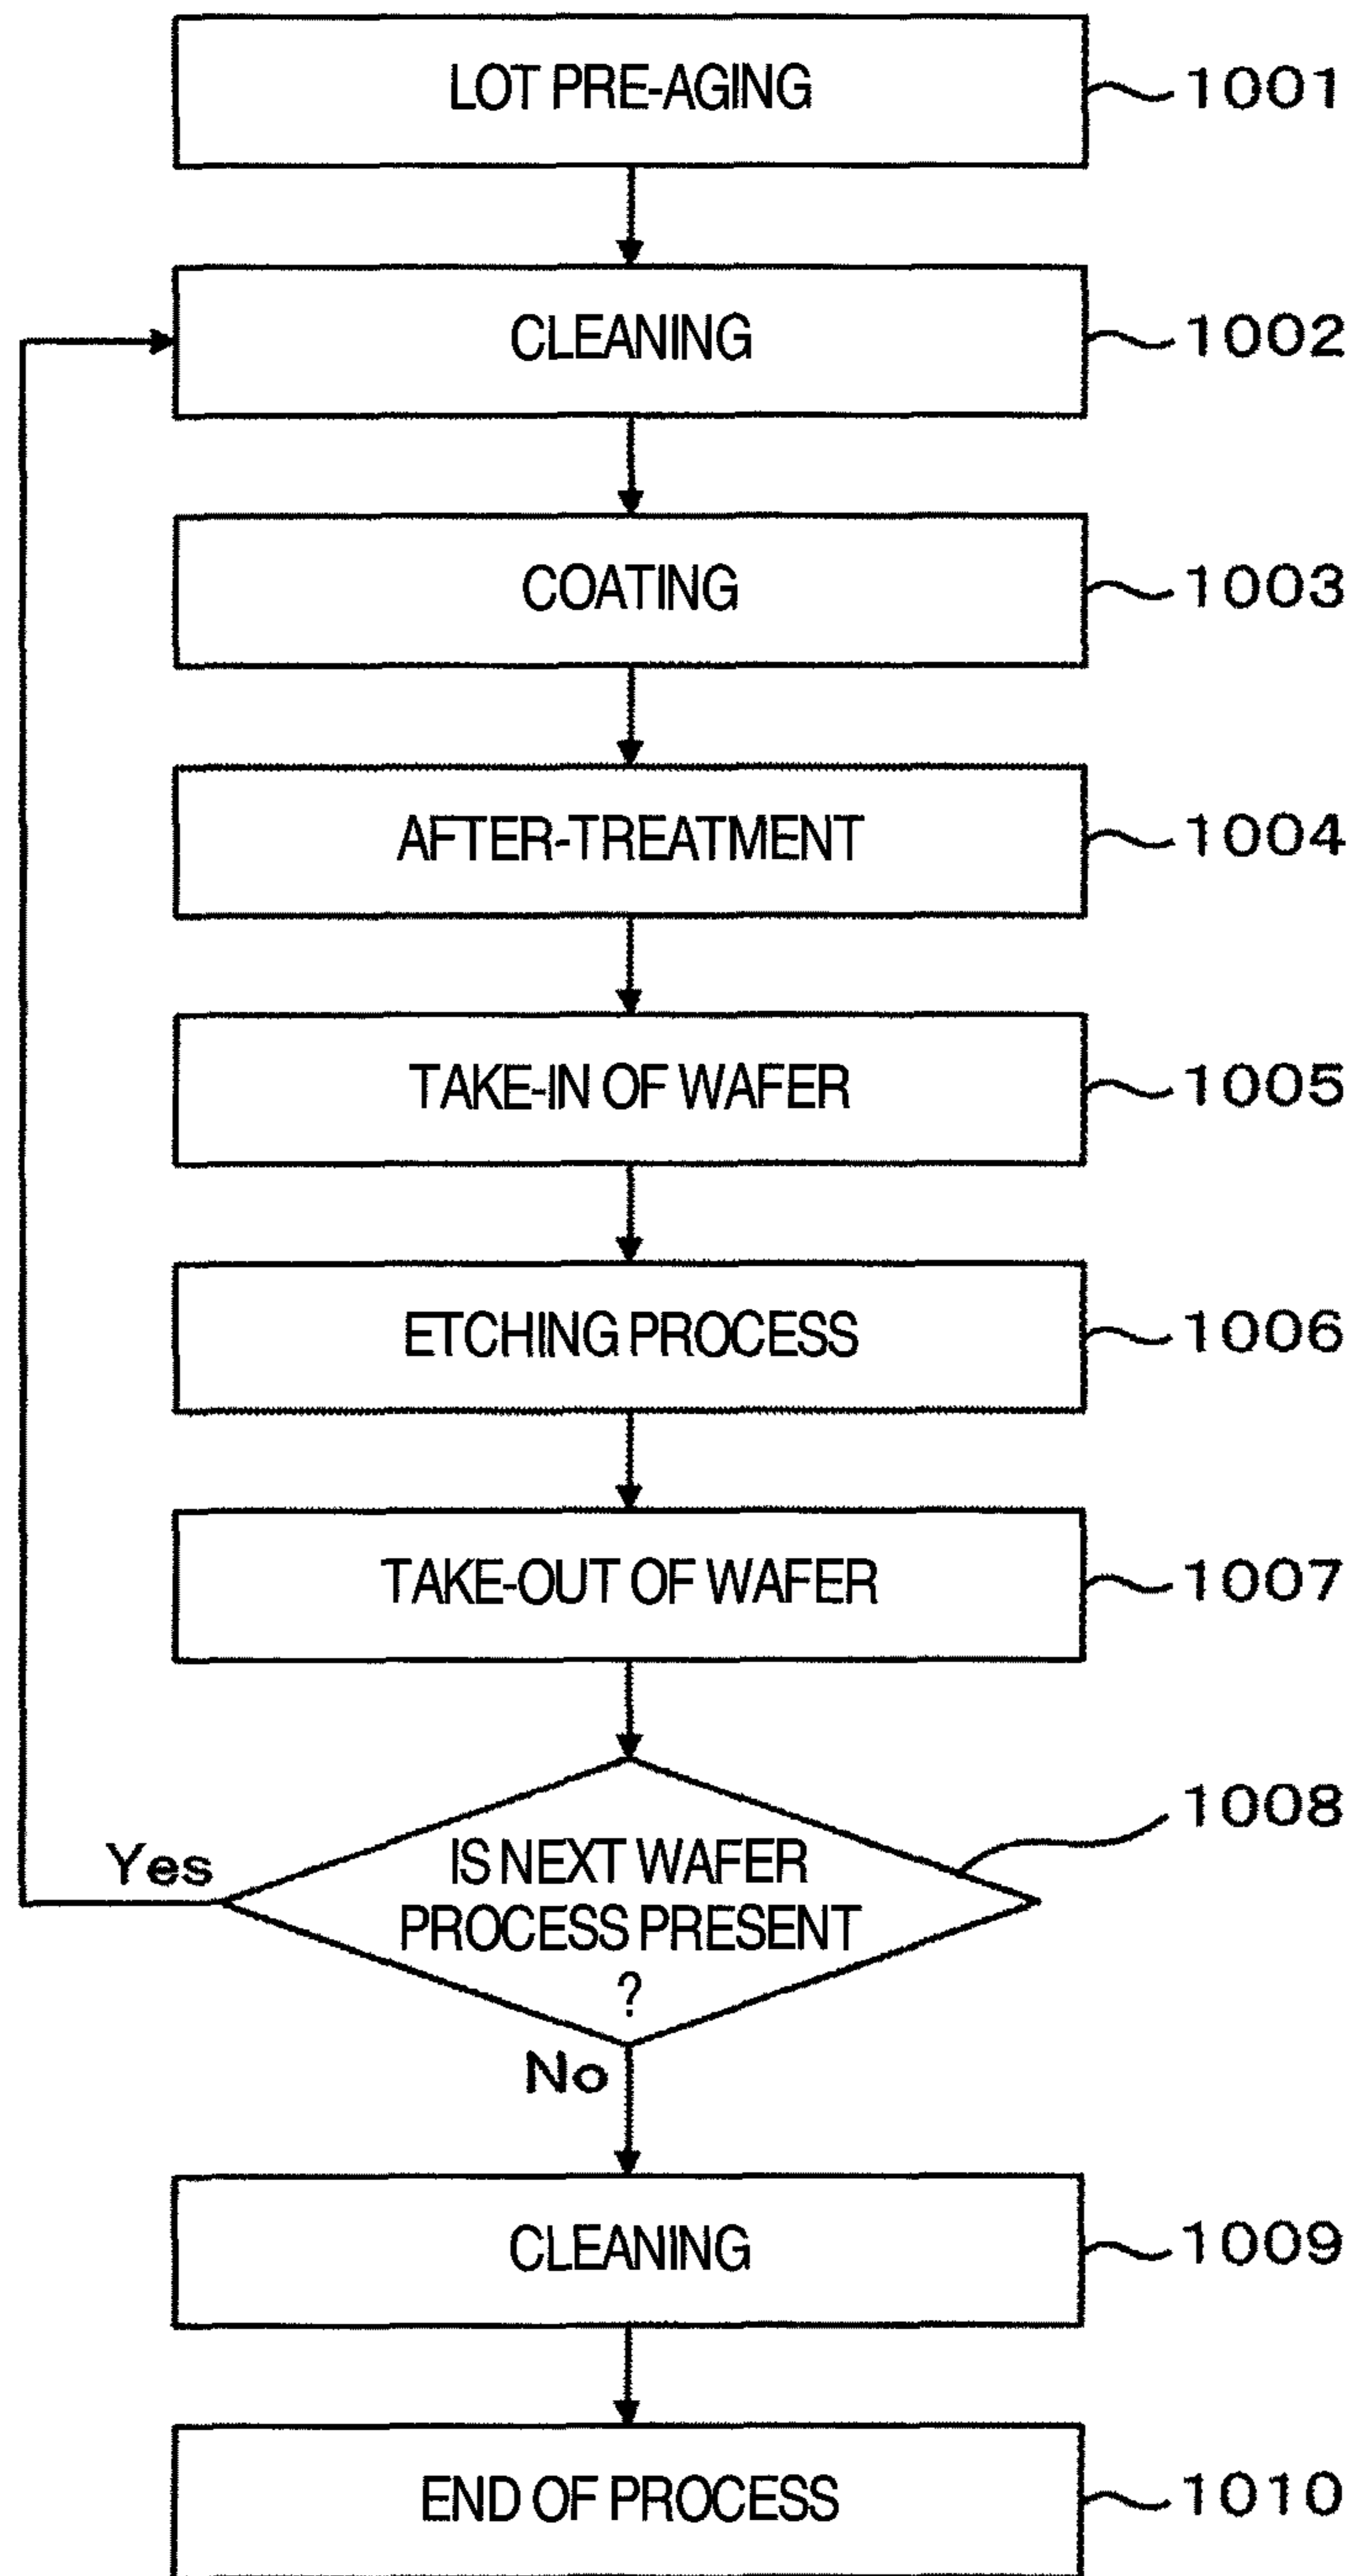 LOT PRE-AGING 1001
CLEANING 1002
COATING 1003
AFTER-TREATMENT 1004
TAKE-IN OF WAFER 1005
ETCHING PROCESS 1006
TAKE-OUT OF WAFER 1007
1008
Yes
IS NEXT WAFER
PROCESS PRESENT
?
No
CLEANING 1009
END OF PROCESS 1010